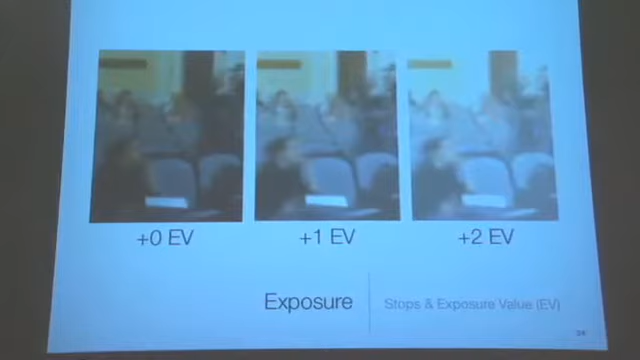 +0 EV
+1 EV
+2 EV
Exposure
Stops & Exposure Value (EV)